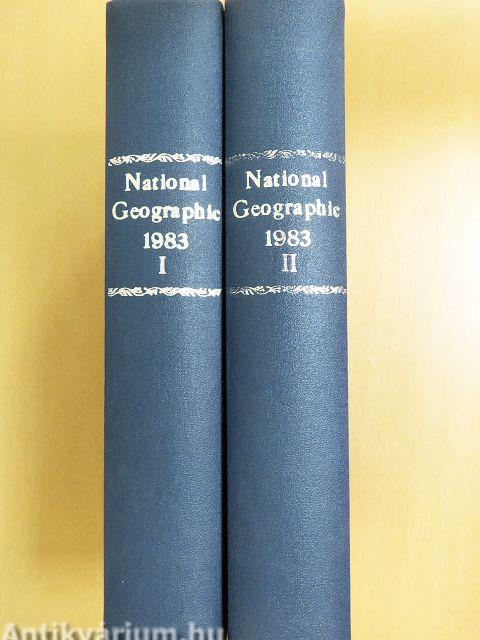 National
Geographic
1983
I
National
Geographic
1983
II
Antikvárium.hu